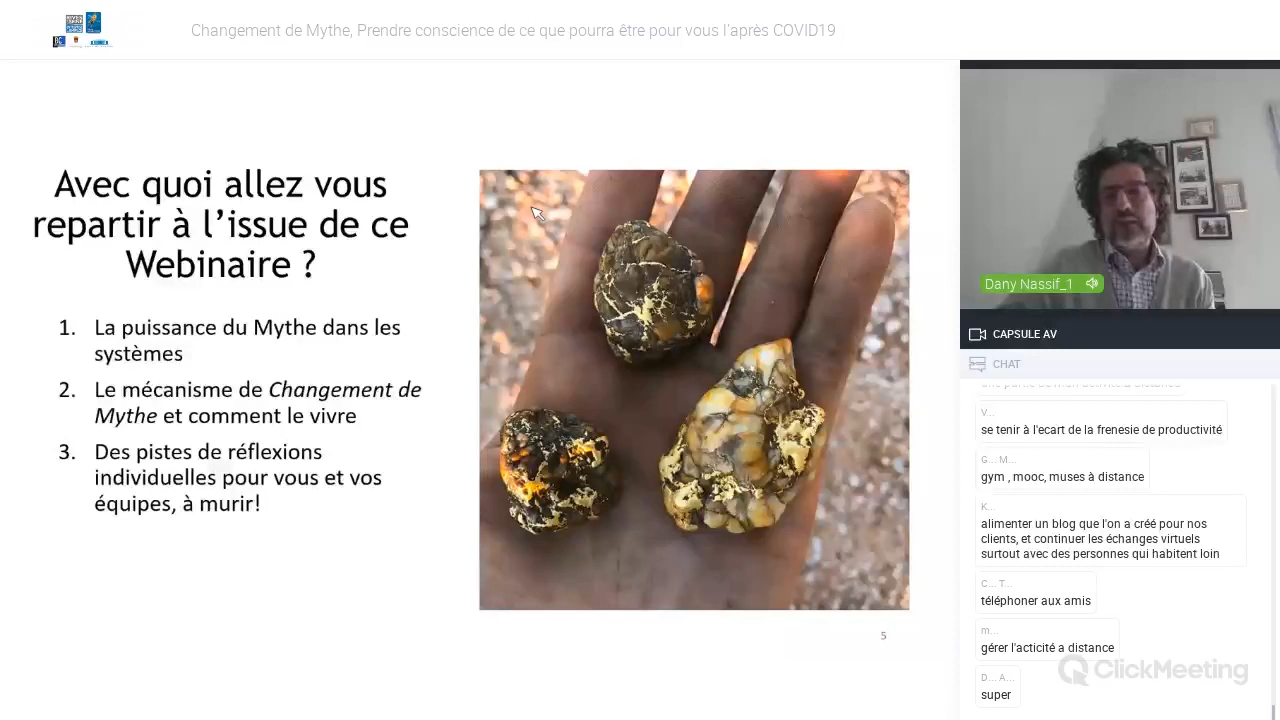 Changement de Mythe, Prendre conscience de ce que pourra être pour vous l'après COVID19
Avec quoi allez vous
repartir à l'issue de ce
Webinaire ?
1. La puissance du Mythe dans les
systèmes
2. Le mécanisme de Changement de
Mythe et comment le vivre
3. Des pistes de réflexions
individuelles pour vous et vos
équipes, à murir!
5
Dany Nassif_1
CAPSULE AV
CHAT
V...
se tenir à l'ecart de la frenesie de productivité
G... M...
gym , mooc, muses à distance
K...
alimenter un blog que l'on a créé pour nos
clients, et continuer les échanges virtuels
surtout avec des personnes qui habitent loin
C... T...
téléphoner aux amis
m...
gérer l'acticité a distance
D... A...
super
ClickMeeting